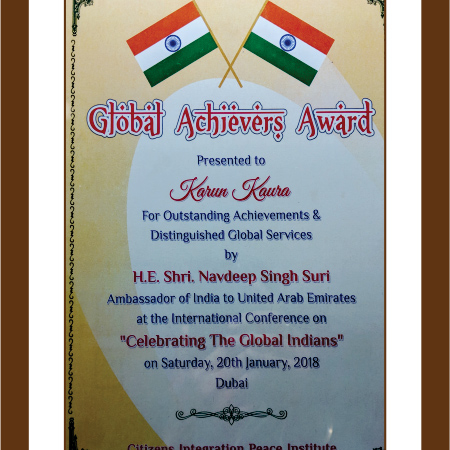 Global Achievers Award
Presented to
Karun Kaura
For Outstanding Achievements &
Distinguished Global Services
by
H.E. Shri. Navdeep Singh Suri
Ambassador of India to United Arab Emirates
at the International Conference on
"Celebrating The Global Indians"
on Saturday, 20th January, 2018
Dubai
Citizens Integration Peace Institute